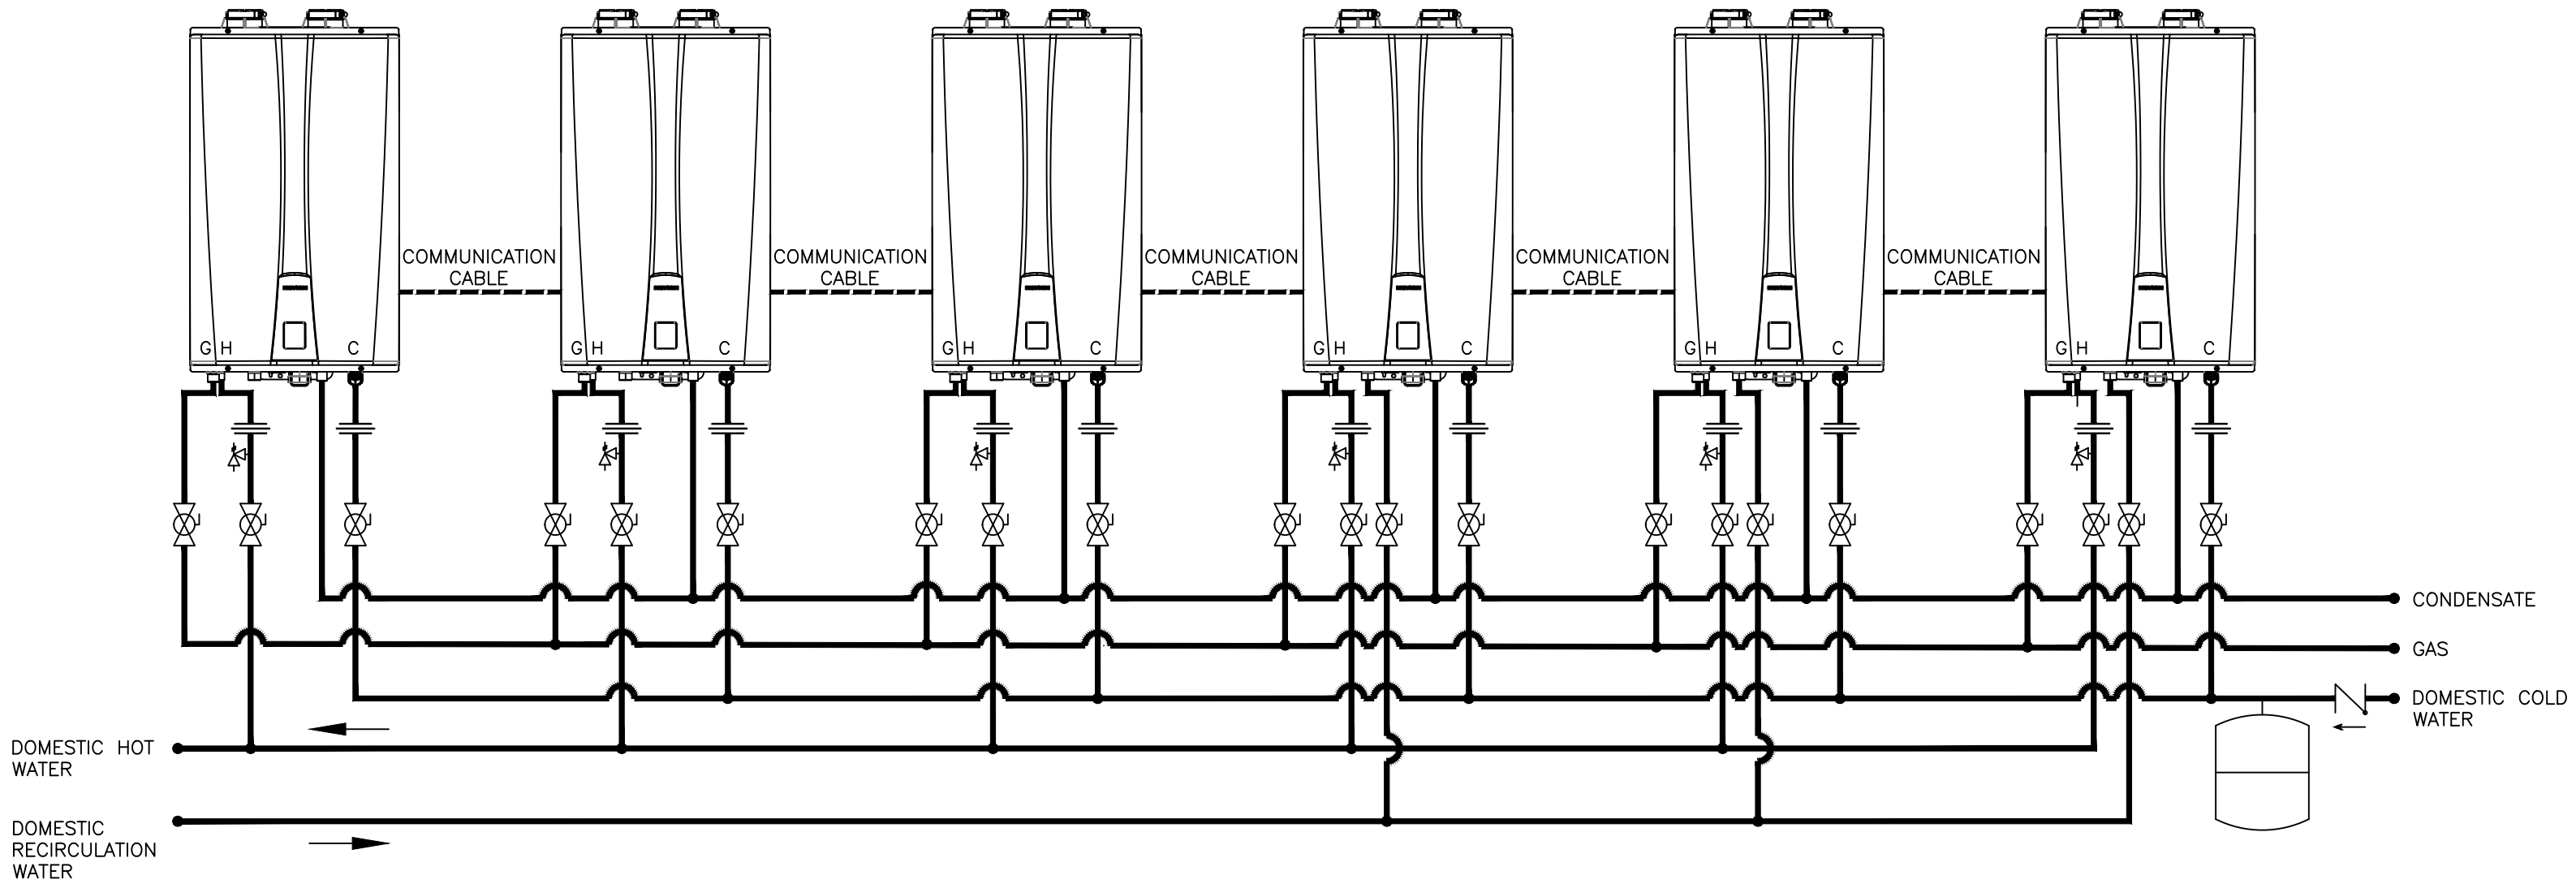 COMMUNICATION
CABLE
COMMUNICATION
CABLE
COMMUNICATION
CABLE
COMMUNICATION
CABLE
COMMUNICATION
CABLE
G H C
G H C
G H C
G H C
G H C
G H C
CONDENSATE
GAS
DOMESTIC COLD
WATER
DOMESTIC HOT
WATER
DOMESTIC
RECIRCULATION
WATER